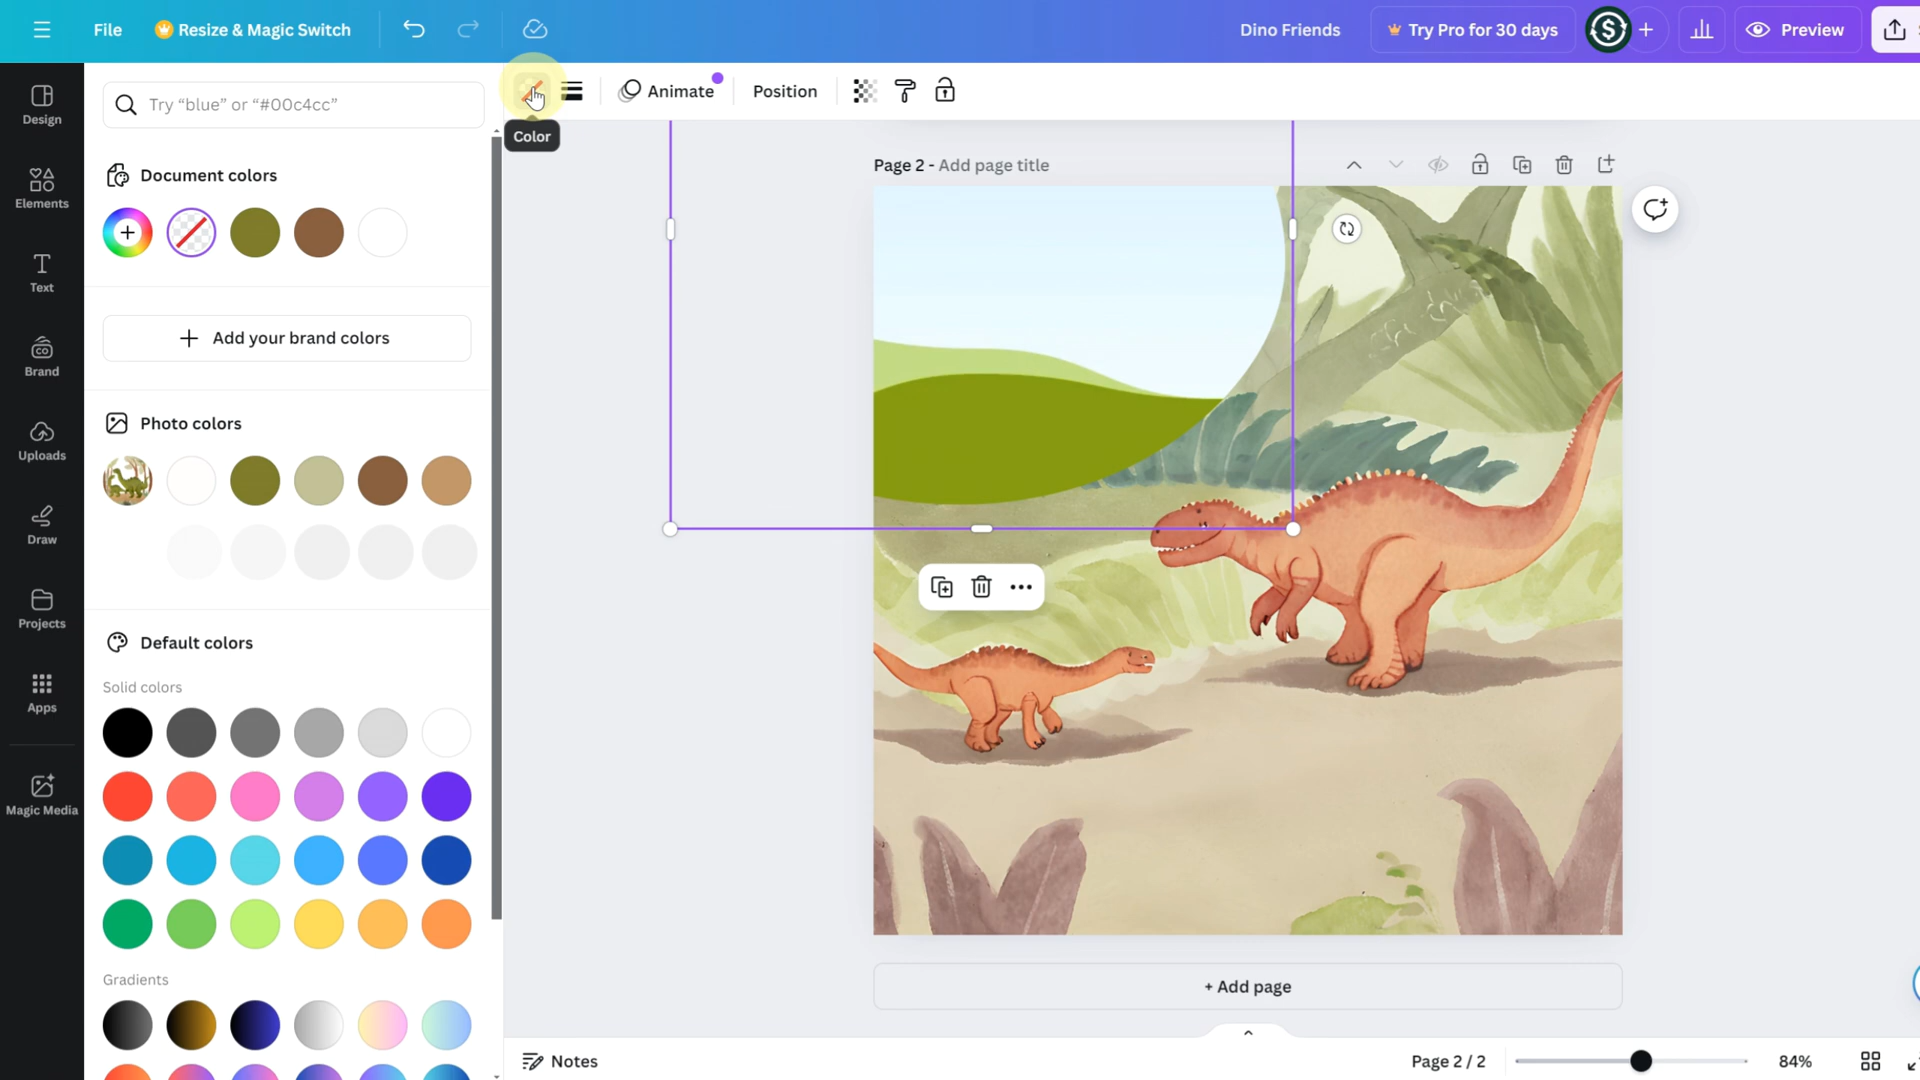 File
Resize & Magic Switch
Dino Friends
Try Pro for 30 days
Preview
Design
Elements
Text
Brand
Uploads
Draw
Projects
Apps
Magic Media
Try “blue” or “#00c4cc”
Document colors
Add your brand colors
Photo colors
Default colors
Solid colors
Gradients
Animate
Position
Color
Page 2 - Add page title
+ Add page
Notes
Page 2 / 2
84%